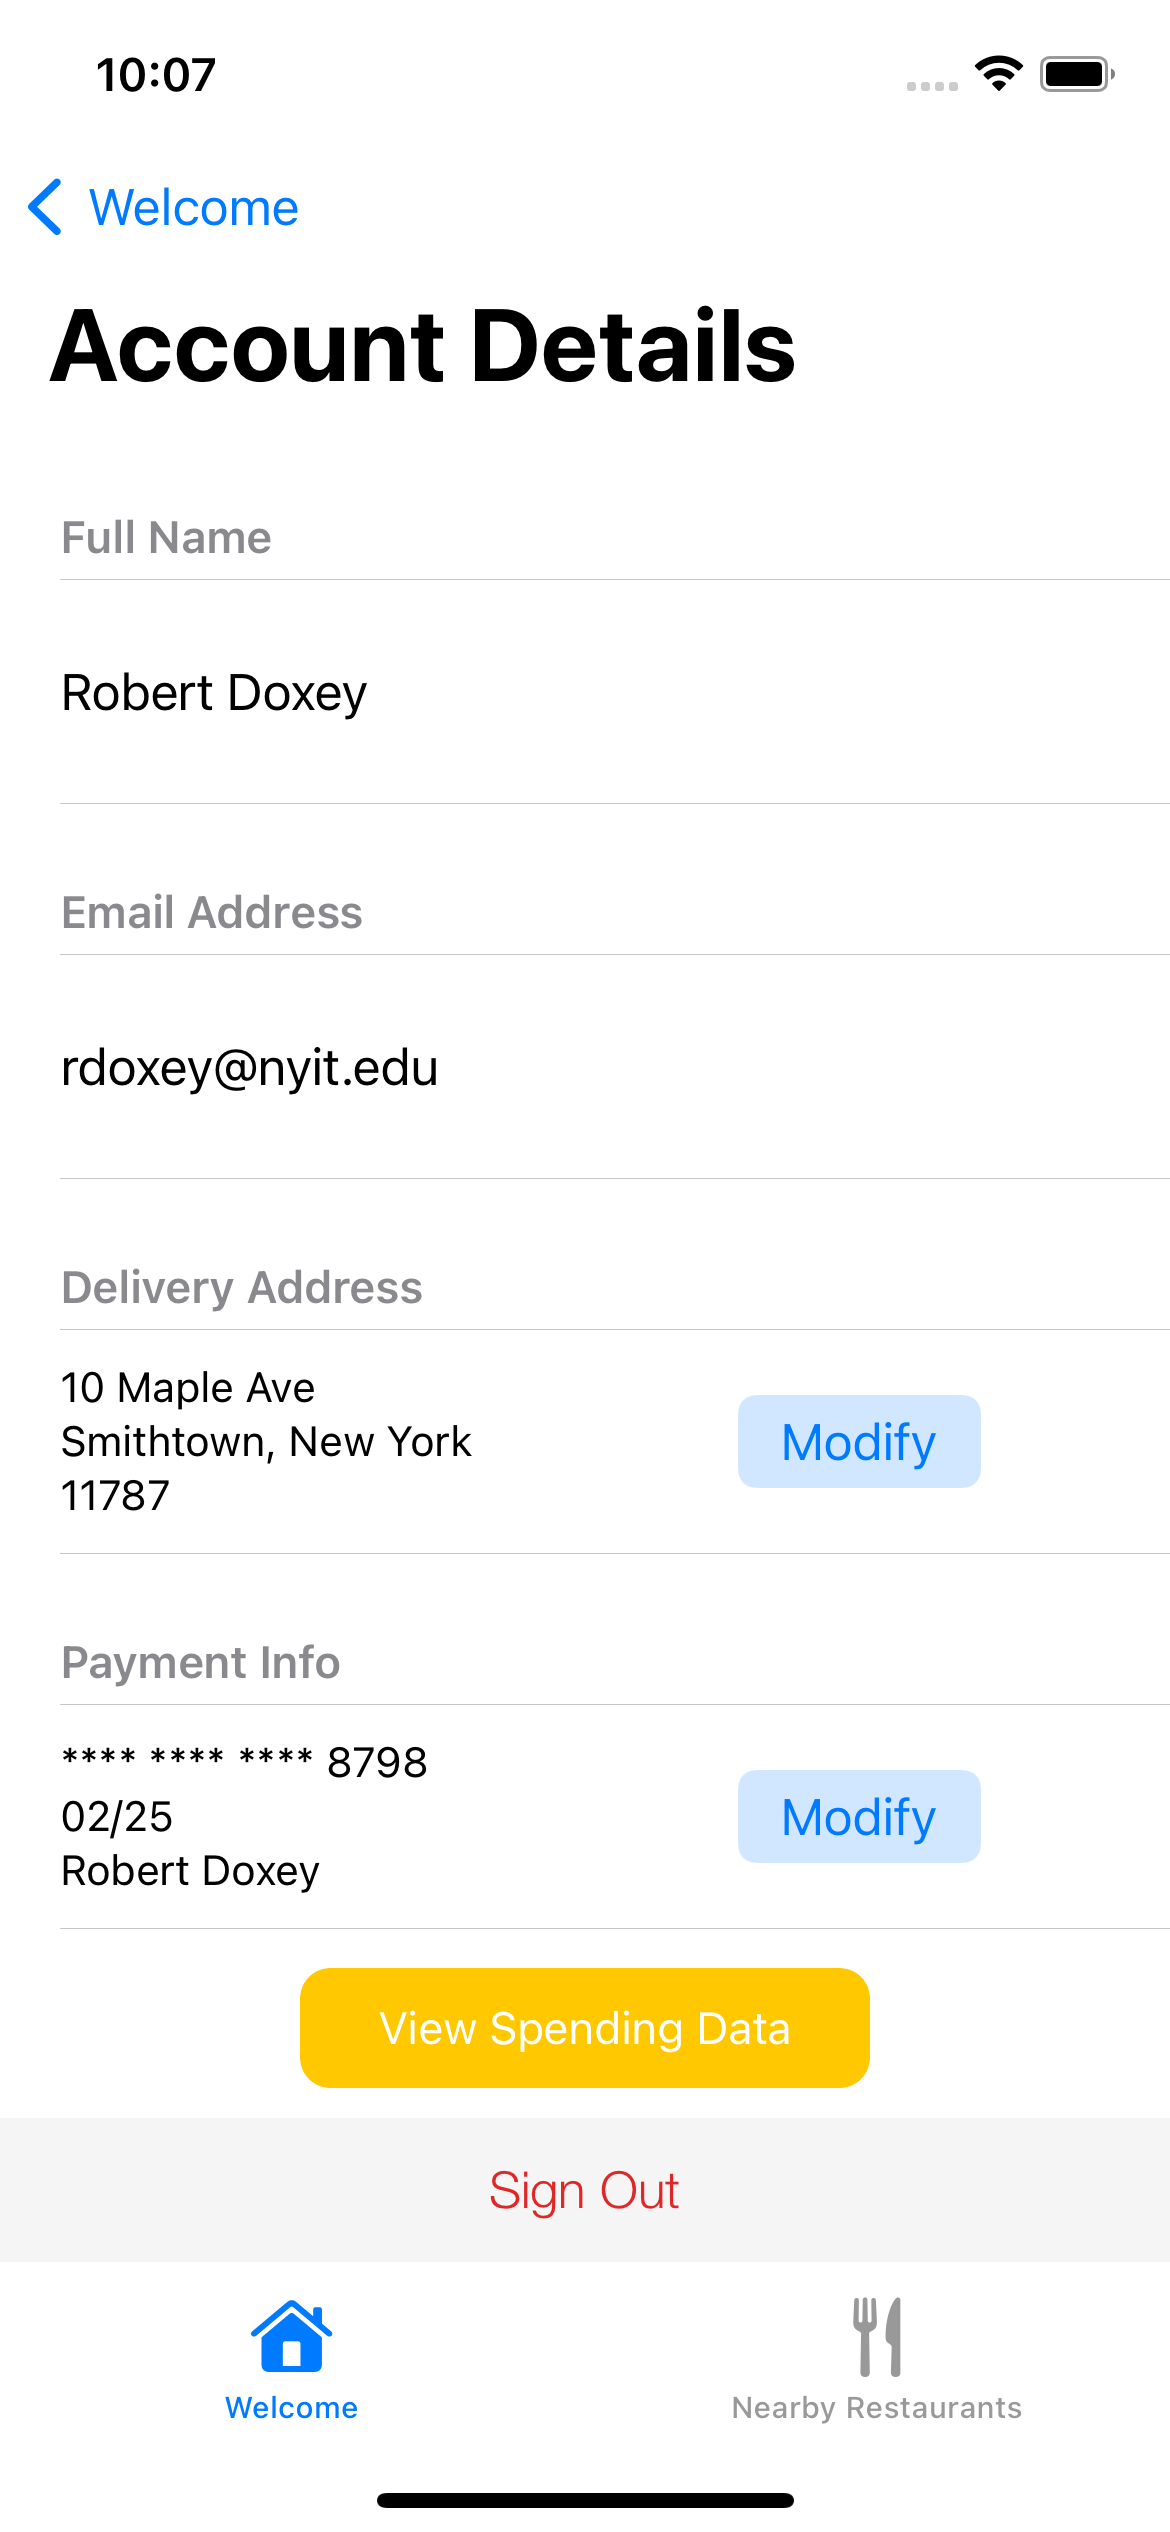 10:07
Welcome
Account Details
Full Name
Robert Doxey
Email Address
rdoxey@nyit.edu
Delivery Address
10 Maple Ave
Smithtown, New York
11787
Modify
Payment Info
**** **** **** 8798
02/25
Robert Doxey
Modify
View Spending Data
Sign Out
Welcome
Nearby Restaurants